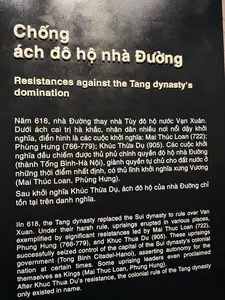 Chống
ách đô hộ nhà Đường
Resistances against the Tang dynasty's
domination
Năm 618, nhà Đường thay nhà Tùy đô hộ nước Vạn Xuân.
Dưới ách cai trị hà khắc, nhân dân nhiều nơi nổi dậy khởi
nghĩa, điển hình là các cuộc khởi nghĩa: Mai Thúc Loan (722);
Phùng Hưng (766-779); Khúc Thừa Dụ (905). Các cuộc khởi
nghĩa đều chiếm được thủ phủ chính quyền đô hộ nhà Đường
(thành Tống Bình-Hà Nội), giành quyền tự chủ cho đất nước ở
những thời điểm nhất định, có thủ lĩnh khởi nghĩa xưng Vương
(Mai Thúc Loan, Phùng Hưng).
Sau khởi nghĩa Khúc Thừa Dụ, ách đô hộ của nhà Đường chỉ
tồn tại trên danh nghĩa.
Iin 618, the Tang dynasty replaced the Sui dynasty to rule over Van
Xuan. Under their harsh rule, uprisings erupted in various places,
exemplified by significant resistances led by Mai Thuc Loan (722),
Phung Hung (766-779), and Khuc Thua Du (905). These uprisings
successfully seized control of the capital of the Sui dynasty's colonial
government (Tong Binh Citadel-Hanoi), asserting autonomy for the
nation at certain times. Some uprising leaders even proclaimed
themselves as Kings (Mai Thuc Loan, Phung Hung).
After Khuc Thua Du's resistance, the colonial rule of the Tang dynasty
only existed in name.